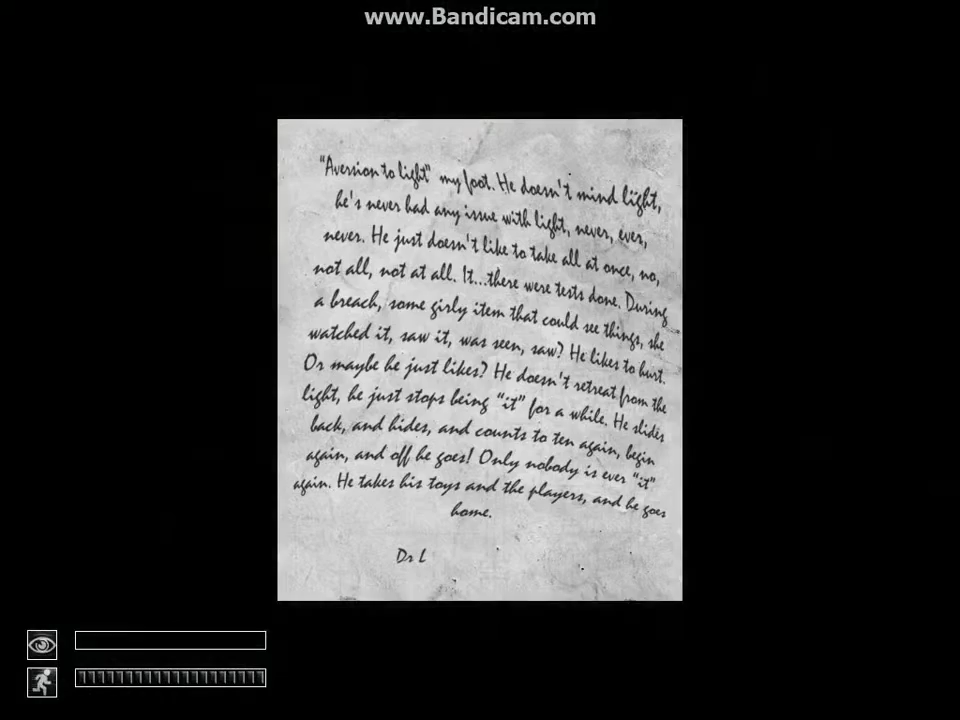 www.Bandicam.com
"Aversion to light" my foot. He doesn't mind light,
he's never had any issue with light, never, ever,
never. He just doesn't like to take all at once, no,
not all, not at all. It...there were tests done. During
a breach, some girly item that could see things, she
watched it, saw it, was seen, saw? He likes to hurt.
Or maybe he just likes? He doesn't retreat from the
light, he just stops being "it" for a while. He slides
back, and hides, and counts to ten again, begin
again, and off he goes! Only nobody is ever "it"
again. He takes his toys and the players, and he goes
home.
Dr L